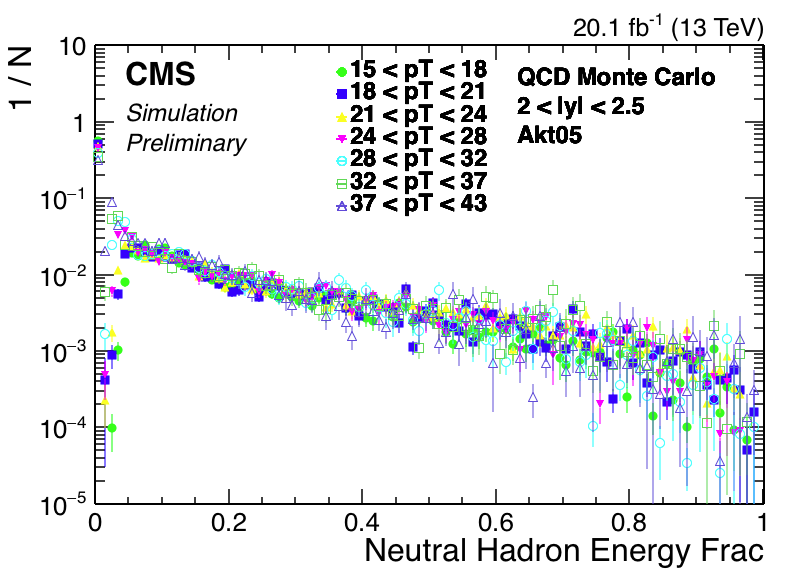 20.1 fb⁻¹ (13 TeV)
1 / N
CMS
Simulation
Preliminary
15 < pT < 18
18 < pT < 21
21 < pT < 24
24 < pT < 28
28 < pT < 32
32 < pT < 37
37 < pT < 43
QCD Monte Carlo
2 < lyl < 2.5
Akt05
10
1
10⁻¹
10⁻²
10⁻³
10⁻⁴
10⁻⁵
0 0.2 0.4 0.6 0.8 1
Neutral Hadron Energy Frac